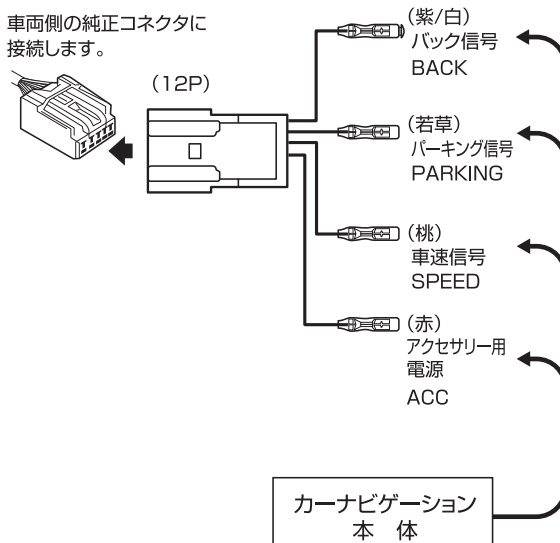 車両側の純正コネクタに
接続します。
(12P)
(紫/白)
バック信号
BACK
(若草)
パーキング信号
PARKING
(桃)
車速信号
SPEED
(赤)
アクセサリー用
電源
ACC
カーナビゲーション
本 体